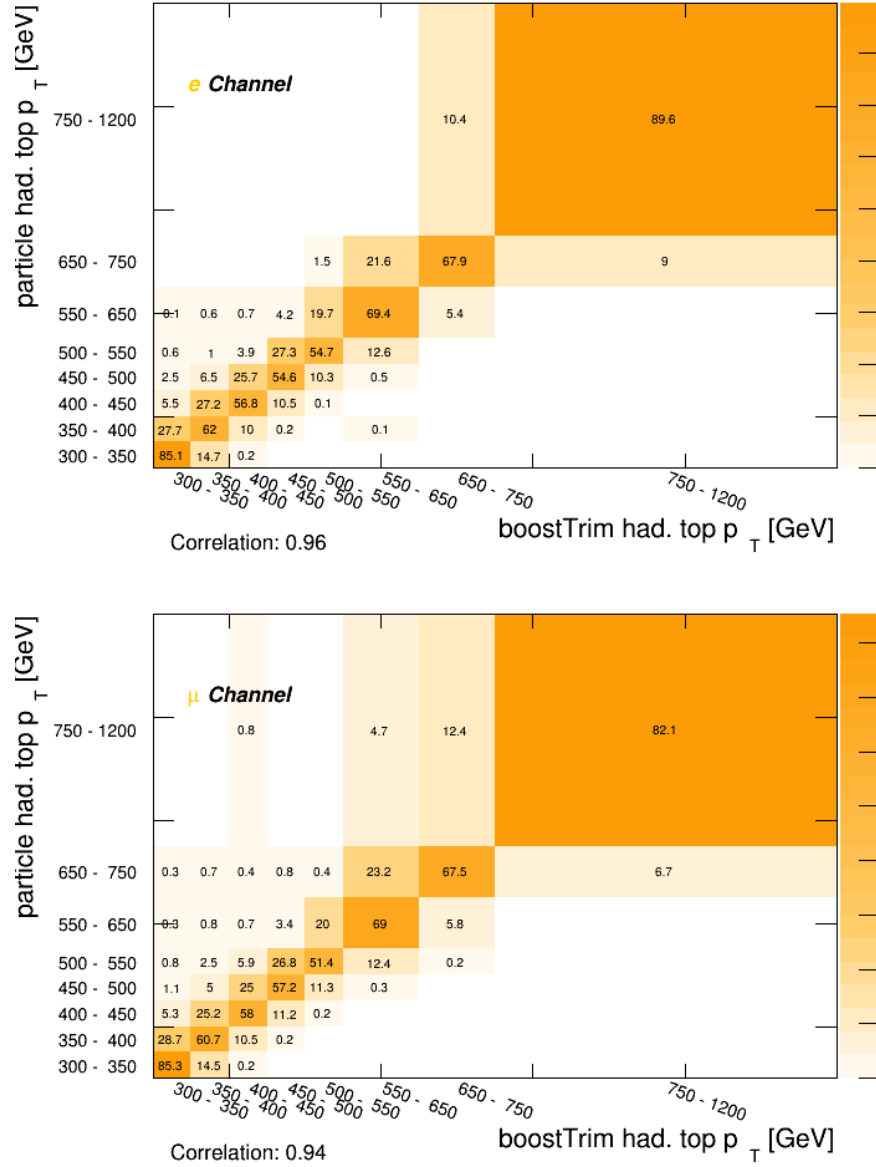 particle had. top p T [GeV]
e Channel
750 - 1200 10.4 89.6
650 - 750 1.5 21.6 67.9 9
550 - 650 0.1 0.6 0.7 4.2 19.7 69.4 5.4
500 - 550 0.6 1 3.9 27.3 54.7 12.6
450 - 500 2.5 6.5 25.7 54.6 10.3 0.5
400 - 450 5.5 27.2 56.8 10.5 0.1
350 - 400 27.7 62 10 0.2 0.1
300 - 350 85.1 14.7 0.2
300 - 350 350 - 400 400 - 450 450 - 500 500 - 550 550 - 650 650 - 750 750 - 1200
boostTrim had. top p T [GeV]
Correlation: 0.96
particle had. top p T [GeV]
μ Channel
750 - 1200 0.8 4.7 12.4 82.1
650 - 750 0.3 0.7 0.4 0.8 0.4 23.2 67.5 6.7
550 - 650 0.3 0.8 0.7 3.4 20 69 5.8
500 - 550 0.8 2.5 5.9 26.8 51.4 12.4 0.2
450 - 500 1.1 5 25 57.2 11.3 0.3
400 - 450 5.3 25.2 58 11.2 0.2
350 - 400 28.7 60.7 10.5 0.2
300 - 350 85.3 14.5 0.2
300 - 350 350 - 400 400 - 450 450 - 500 500 - 550 550 - 650 650 - 750 750 - 1200
boostTrim had. top p T [GeV]
Correlation: 0.94